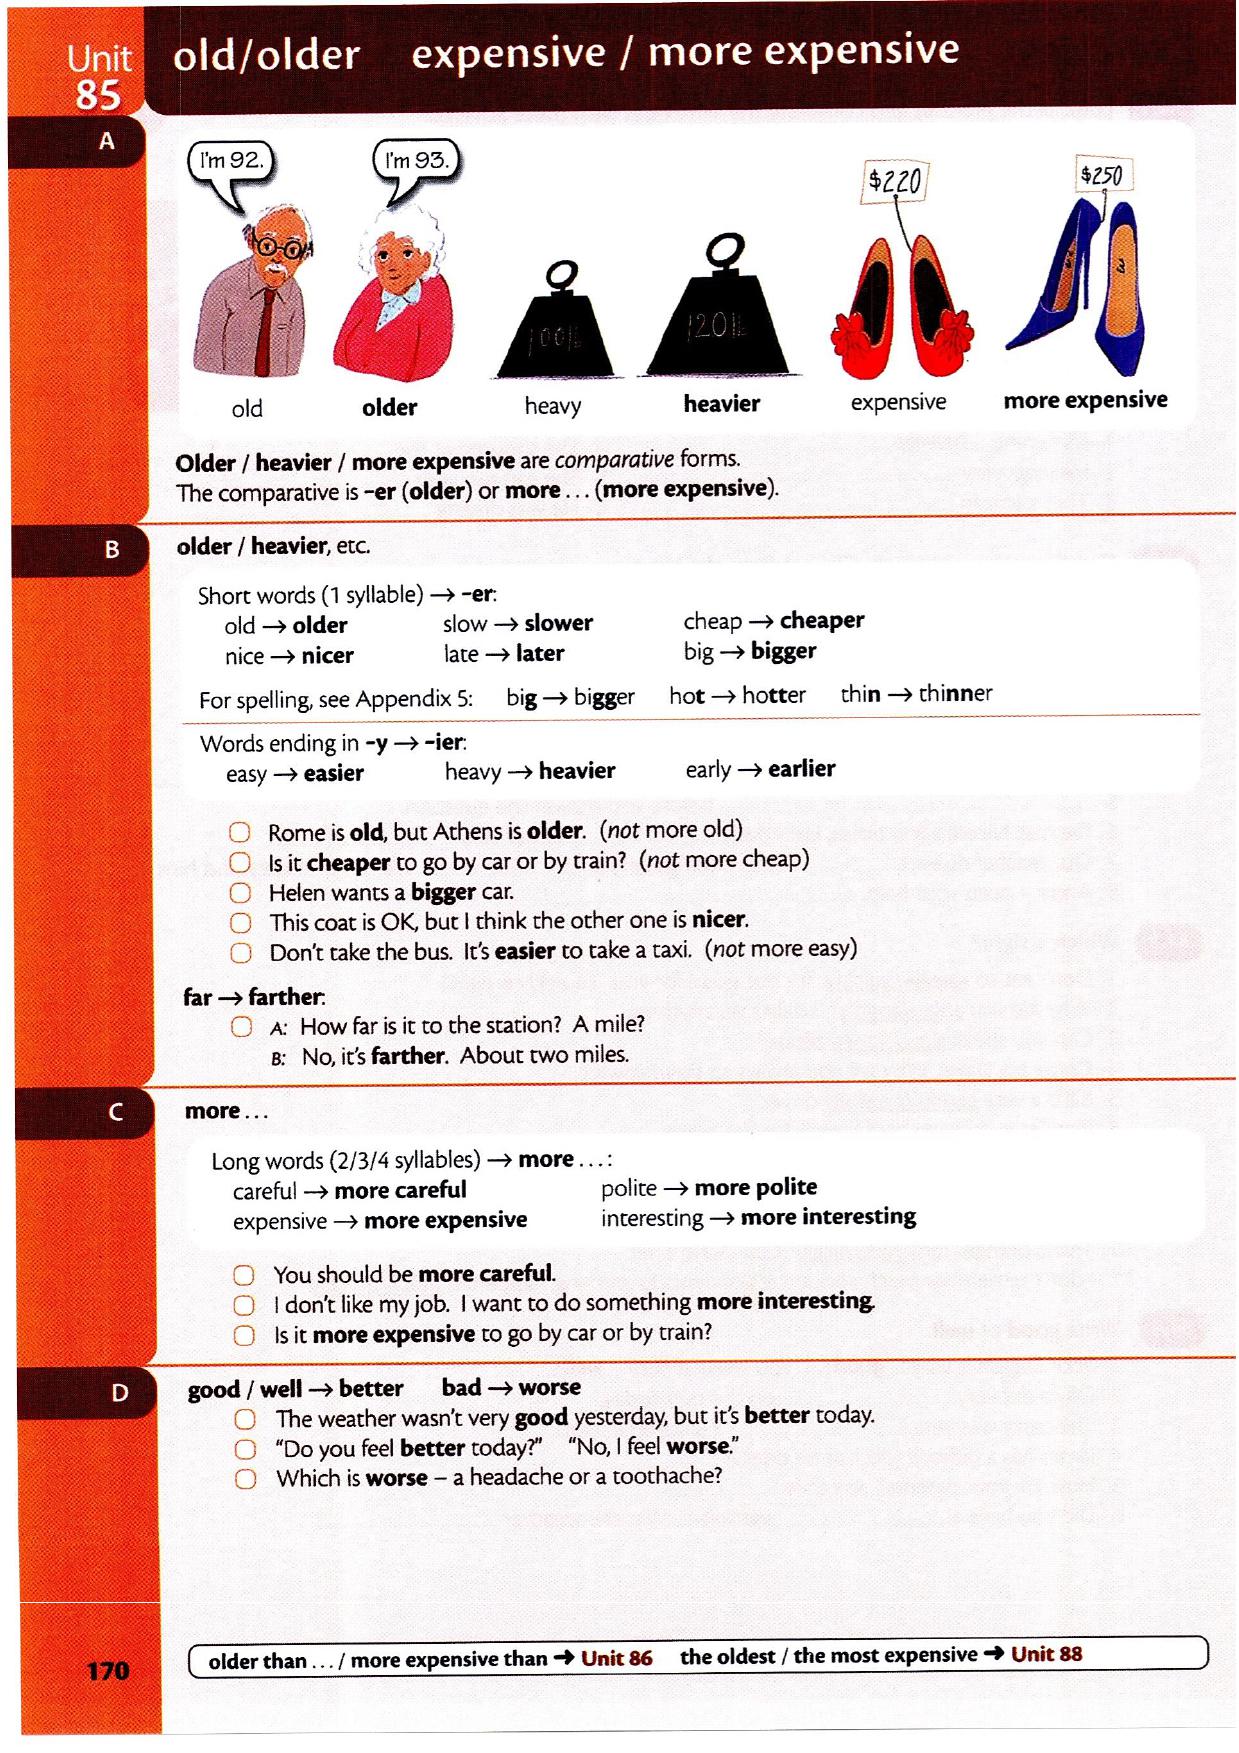 Unit
85
old/older expensive / more expensive
A
I'm 92.
I'm 93.
$220
$250
100lb
120lb
old older heavy heavier expensive more expensive
Older / heavier / more expensive are comparative forms.
The comparative is –er (older) or more . . . (more expensive).
B
older / heavier, etc.
Short words (1 syllable) → -er:
old → older slow → slower cheap → cheaper
nice → nicer late → later big → bigger
For spelling, see Appendix 5: big → bigger hot → hotter thin → thinner
Words ending in -y → -ier:
easy → easier heavy → heavier early → earlier
Rome is old, but Athens is older. (not more old)
Is it cheaper to go by car or by train? (not more cheap)
Helen wants a bigger car.
This coat is OK, but I think the other one is nicer.
Don't take the bus. It's easier to take a taxi. (not more easy)
far → farther:
A: How far is it to the station? A mile?
B: No, it's farther. About two miles.
C
more . . .
Long words (2/3/4 syllables) → more . . . :
careful → more careful polite → more polite
expensive → more expensive interesting → more interesting
You should be more careful.
I don't like my job. I want to do something more interesting.
Is it more expensive to go by car or by train?
D
good / well → better bad → worse
The weather wasn't very good yesterday, but it's better today.
"Do you feel better today?" "No, I feel worse."
Which is worse – a headache or a toothache?
170
older than . . . / more expensive than → Unit 86 the oldest / the most expensive → Unit 88